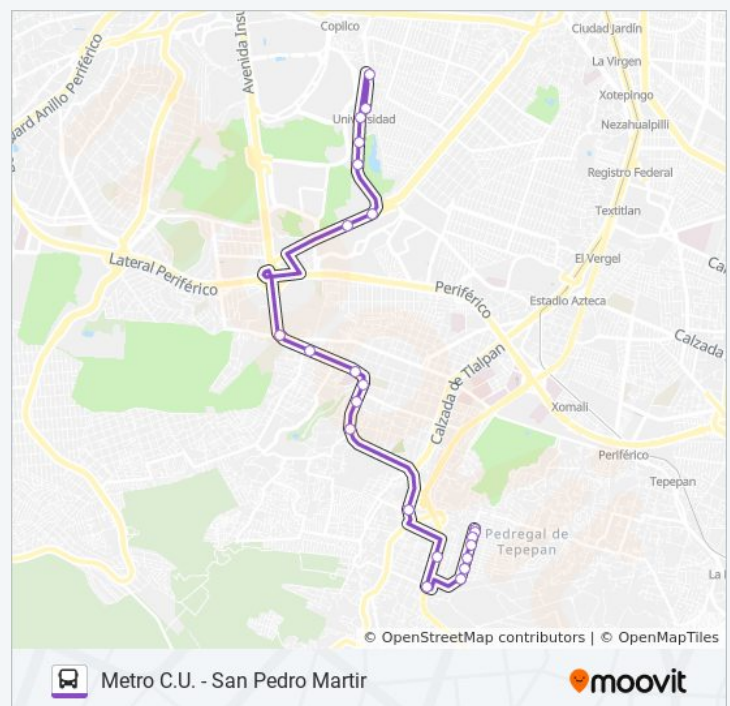 Copilco
Ciudad Jardín
La Virgen
Avenida Insu
Xotepingo
ard Anillo Periférico
Universidad
Nezahualpilli
Registro Federal
Textitlan
El Vergel
Lateral Periférico
Periférico
Estadio Azteca
Calzada
Calzada de Tlalpan
Xomali
Periférico
Tepepan
Pedregal de
Tepepan
© OpenStreetMap contributors | © OpenMapTiles
Metro C.U. - San Pedro Martir
moovit